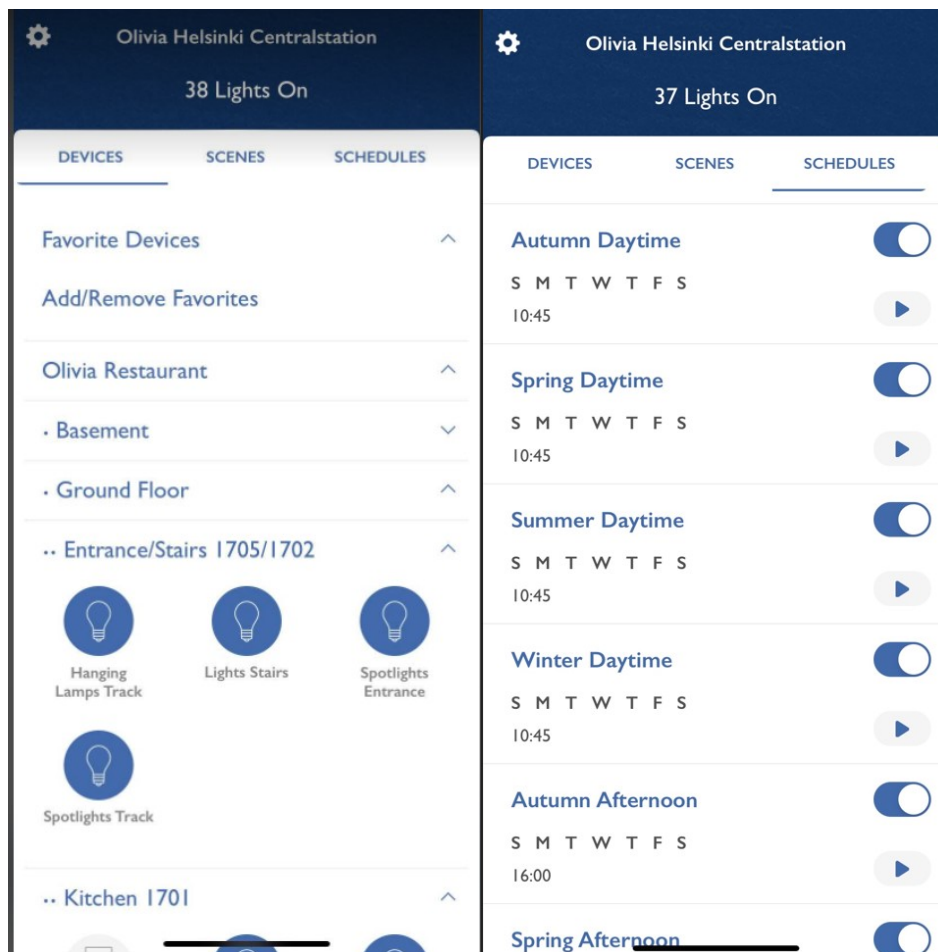 Olivia Helsinki Centralstation
38 Lights On
DEVICES SCENES SCHEDULES
Favorite Devices
Add/Remove Favorites
Olivia Restaurant
· Basement
· Ground Floor
·· Entrance/Stairs 1705/1702
Hanging
Lamps Track
Lights Stairs
Spotlights
Entrance
Spotlights Track
·· Kitchen 1701
Olivia Helsinki Centralstation
37 Lights On
DEVICES SCENES SCHEDULES
Autumn Daytime
S M T W T F S
10:45
Spring Daytime
S M T W T F S
10:45
Summer Daytime
S M T W T F S
10:45
Winter Daytime
S M T W T F S
10:45
Autumn Afternoon
S M T W T F S
16:00
Spring Afternoon